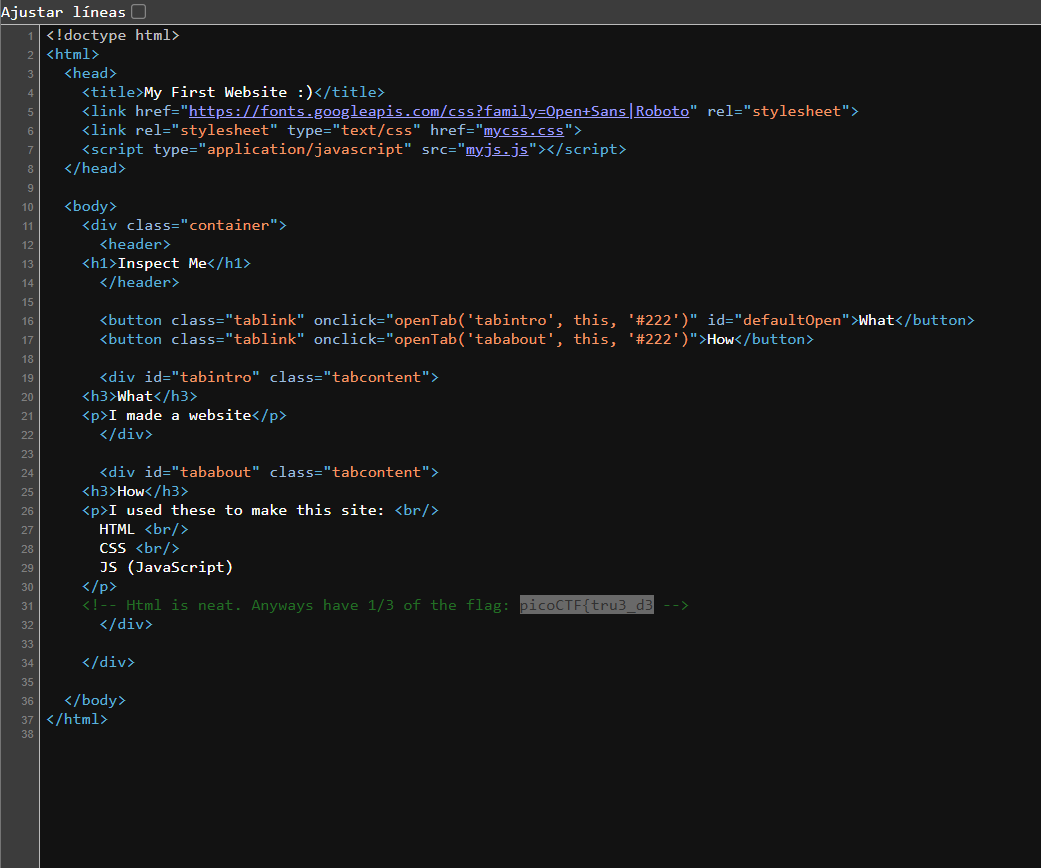 Ajustar líneas
1 <!doctype html>
2 <html>
3 <head>
4 <title>My First Website :)</title>
5 <link href="https://fonts.googleapis.com/css?family=Open+Sans|Roboto" rel="stylesheet">
6 <link rel="stylesheet" type="text/css" href="mycss.css">
7 <script type="application/javascript" src="myjs.js"></script>
8 </head>
9
10 <body>
11 <div class="container">
12 <header>
13 <h1>Inspect Me</h1>
14 </header>
15
16 <button class="tablink" onclick="openTab('tabintro', this, '#222')" id="defaultOpen">What</button>
17 <button class="tablink" onclick="openTab('tababout', this, '#222')">How</button>
18
19 <div id="tabintro" class="tabcontent">
20 <h3>What</h3>
21 <p>I made a website</p>
22 </div>
23
24 <div id="tababout" class="tabcontent">
25 <h3>How</h3>
26 <p>I used these to make this site: <br/>
27 HTML <br/>
28 CSS <br/>
29 JS (JavaScript)
30 </p>
31 <!-- Html is neat. Anyways have 1/3 of the flag: picoCTF{tru3_d3 -->
32 </div>
33
34 </div>
35
36 </body>
37 </html>
38